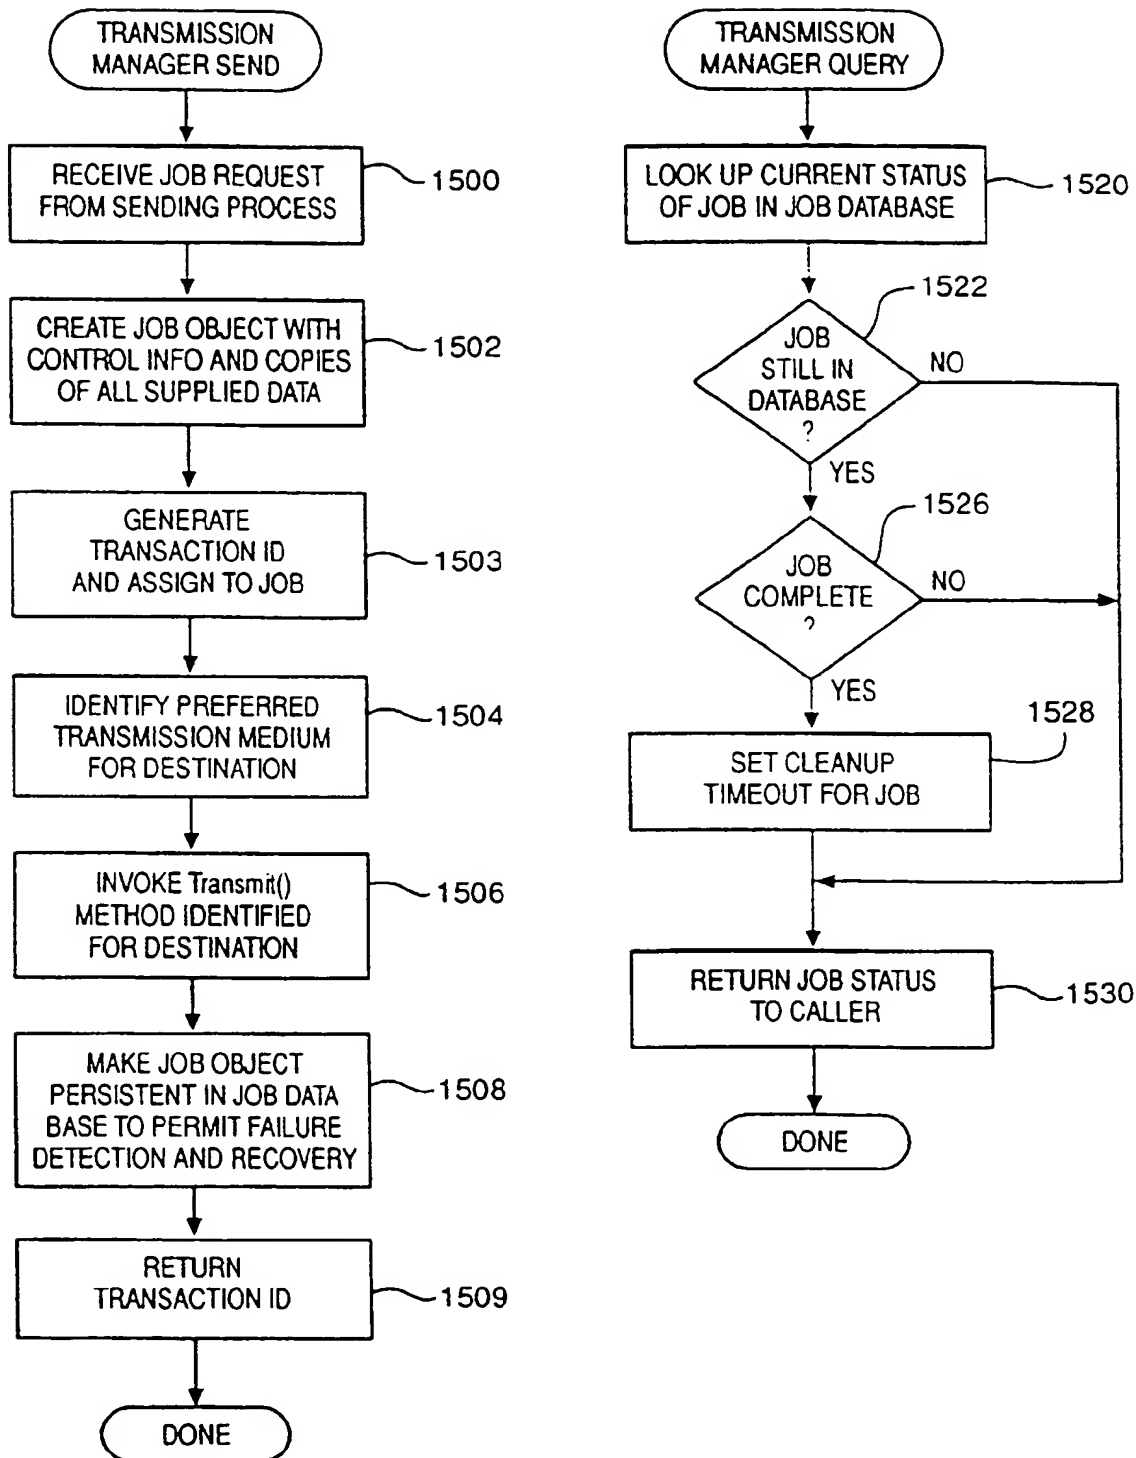 TRANSMISSION
MANAGER SEND
RECEIVE JOB REQUEST
FROM SENDING PROCESS
1500
CREATE JOB OBJECT WITH
CONTROL INFO AND COPIES
OF ALL SUPPLIED DATA
1502
GENERATE
TRANSACTION ID
AND ASSIGN TO JOB
1503
IDENTIFY PREFERRED
TRANSMISSION MEDIUM
FOR DESTINATION
1504
INVOKE Transmit()
METHOD IDENTIFIED
FOR DESTINATION
1506
MAKE JOB OBJECT
PERSISTENT IN JOB DATA
BASE TO PERMIT FAILURE
DETECTION AND RECOVERY
1508
RETURN
TRANSACTION ID
1509
DONE
TRANSMISSION
MANAGER QUERY
LOOK UP CURRENT STATUS
OF JOB IN JOB DATABASE
1520
1522
JOB
STILL IN
DATABASE
?
NO
YES
1526
JOB
COMPLETE
?
NO
YES
1528
SET CLEANUP
TIMEOUT FOR JOB
RETURN JOB STATUS
TO CALLER
1530
DONE